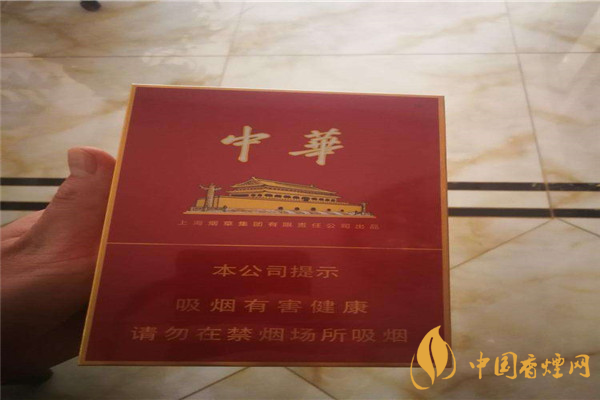 中華
上海烟草集团有限责任公司出品
本公司提示
吸烟有害健康
请勿在禁烟场所吸烟
中国香煙网